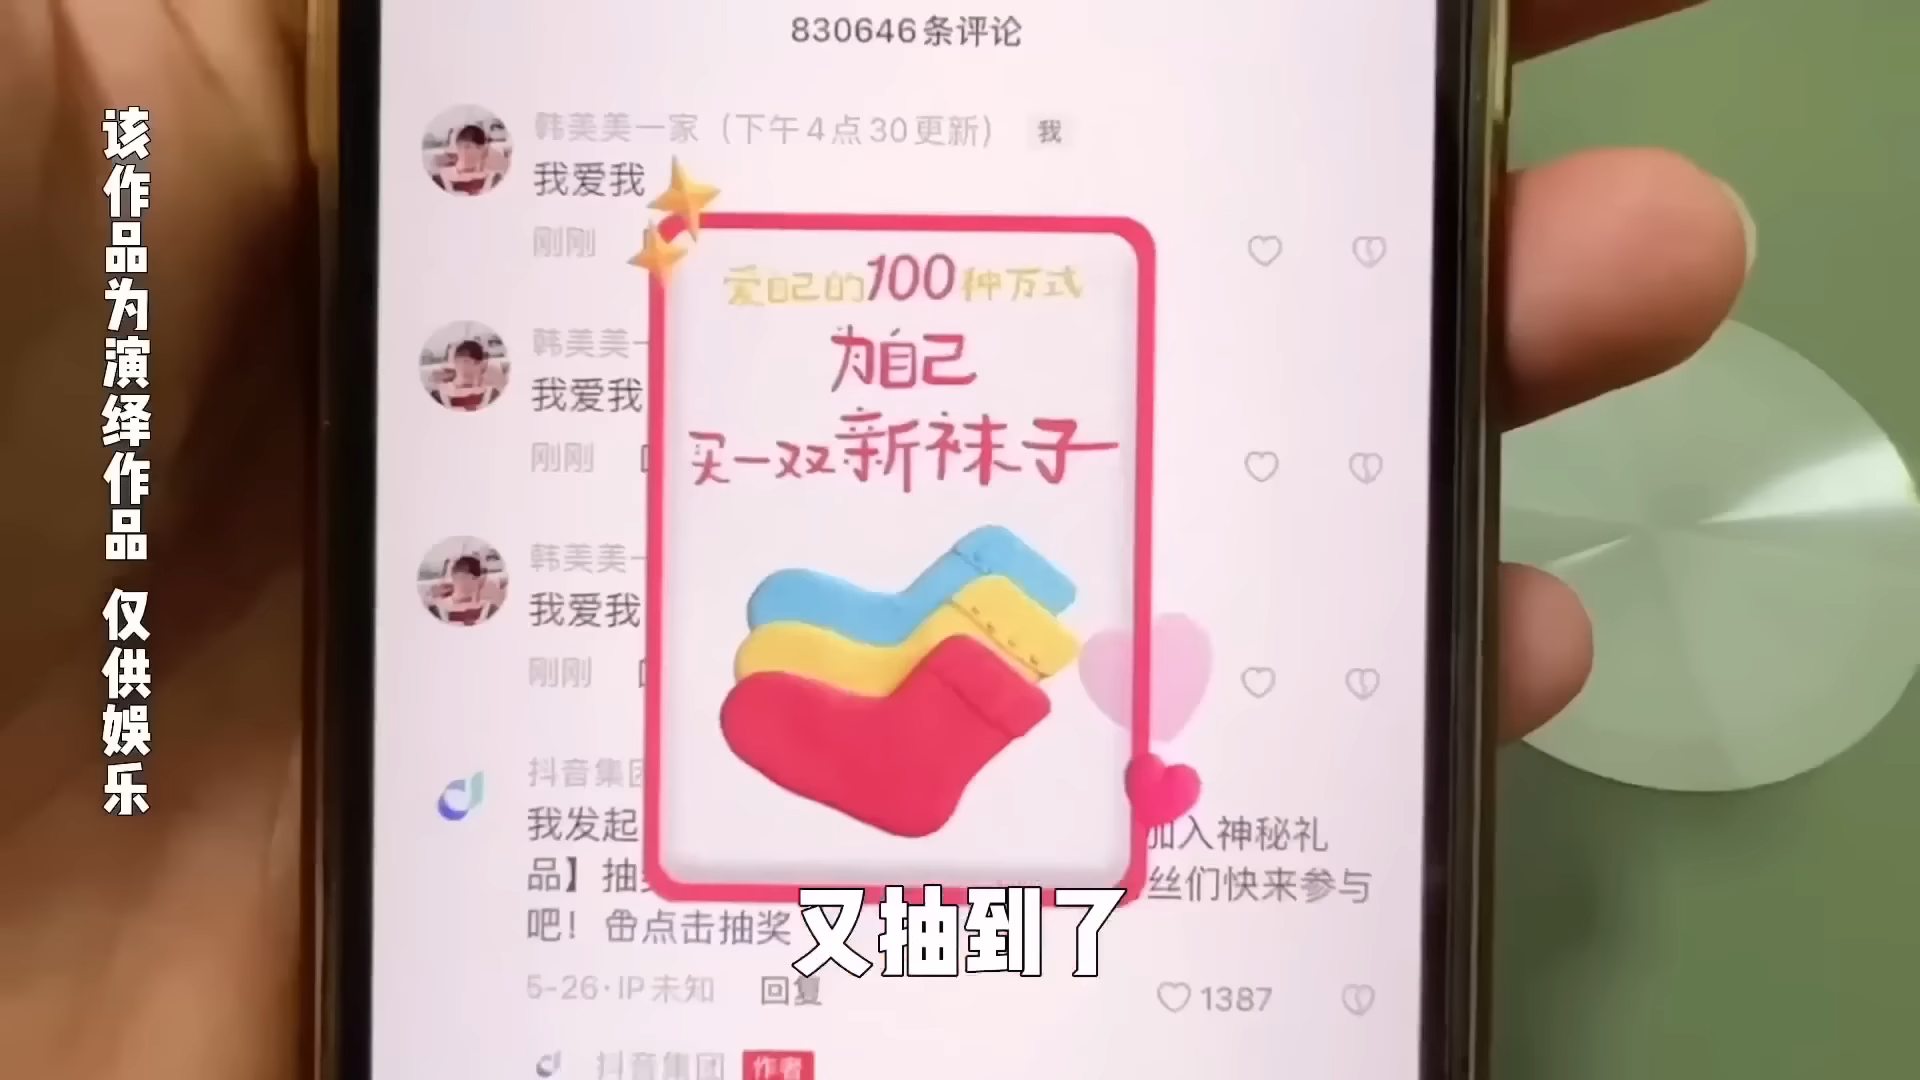 830646条评论
该作品为演绎作品 仅供娱乐
韩美美一家（下午4点30更新） 我
我爱我
刚刚
爱自己的100种方式
为自己
买一双新袜子
韩美美一
我爱我
刚刚
韩美美一
我爱我
刚刚
抖音集团
我发起 加入神秘礼
品】抽 丝们快来参与
吧！点击抽奖
又抽到了
5-26·IP未知 回复 1387
抖音集团 作者